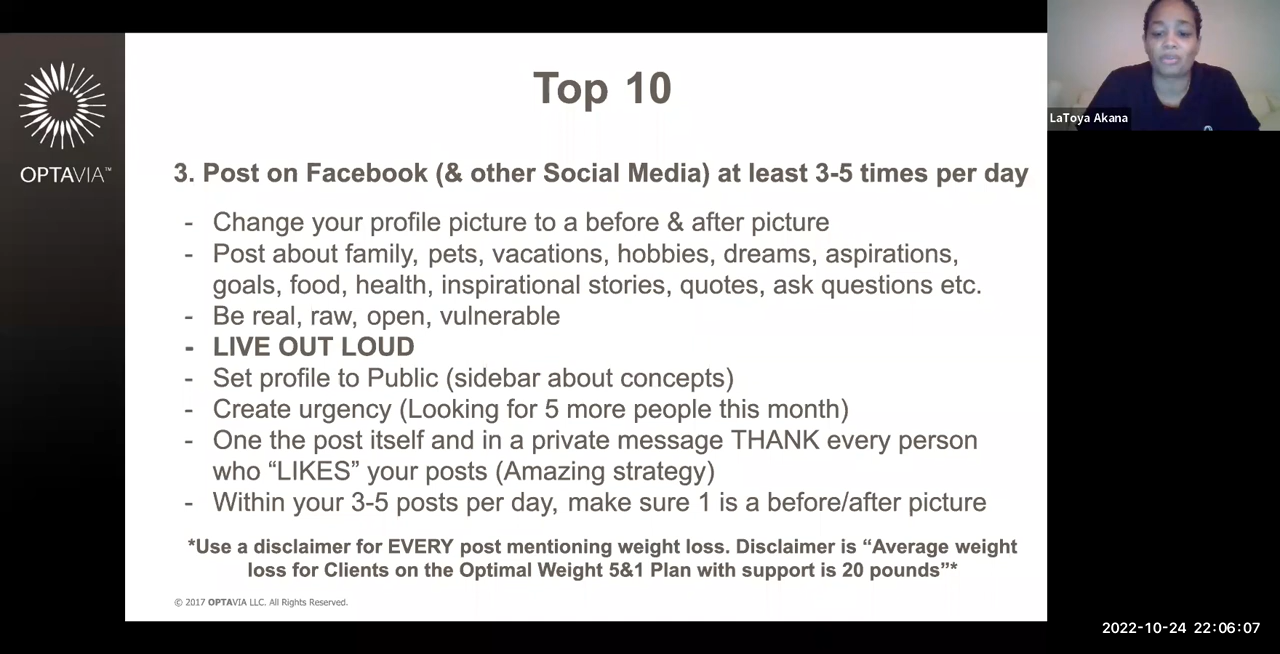 Top 10
OPTAVIA™
LaToya Akana
3. Post on Facebook (& other Social Media) at least 3-5 times per day
- Change your profile picture to a before & after picture
- Post about family, pets, vacations, hobbies, dreams, aspirations,
goals, food, health, inspirational stories, quotes, ask questions etc.
- Be real, raw, open, vulnerable
- LIVE OUT LOUD
- Set profile to Public (sidebar about concepts)
- Create urgency (Looking for 5 more people this month)
- One the post itself and in a private message THANK every person
who “LIKES” your posts (Amazing strategy)
- Within your 3-5 posts per day, make sure 1 is a before/after picture
*Use a disclaimer for EVERY post mentioning weight loss. Disclaimer is “Average weight
loss for Clients on the Optimal Weight 5&1 Plan with support is 20 pounds”*
© 2017 OPTAVIA LLC. All Rights Reserved.
2022-10-24 22:06:07